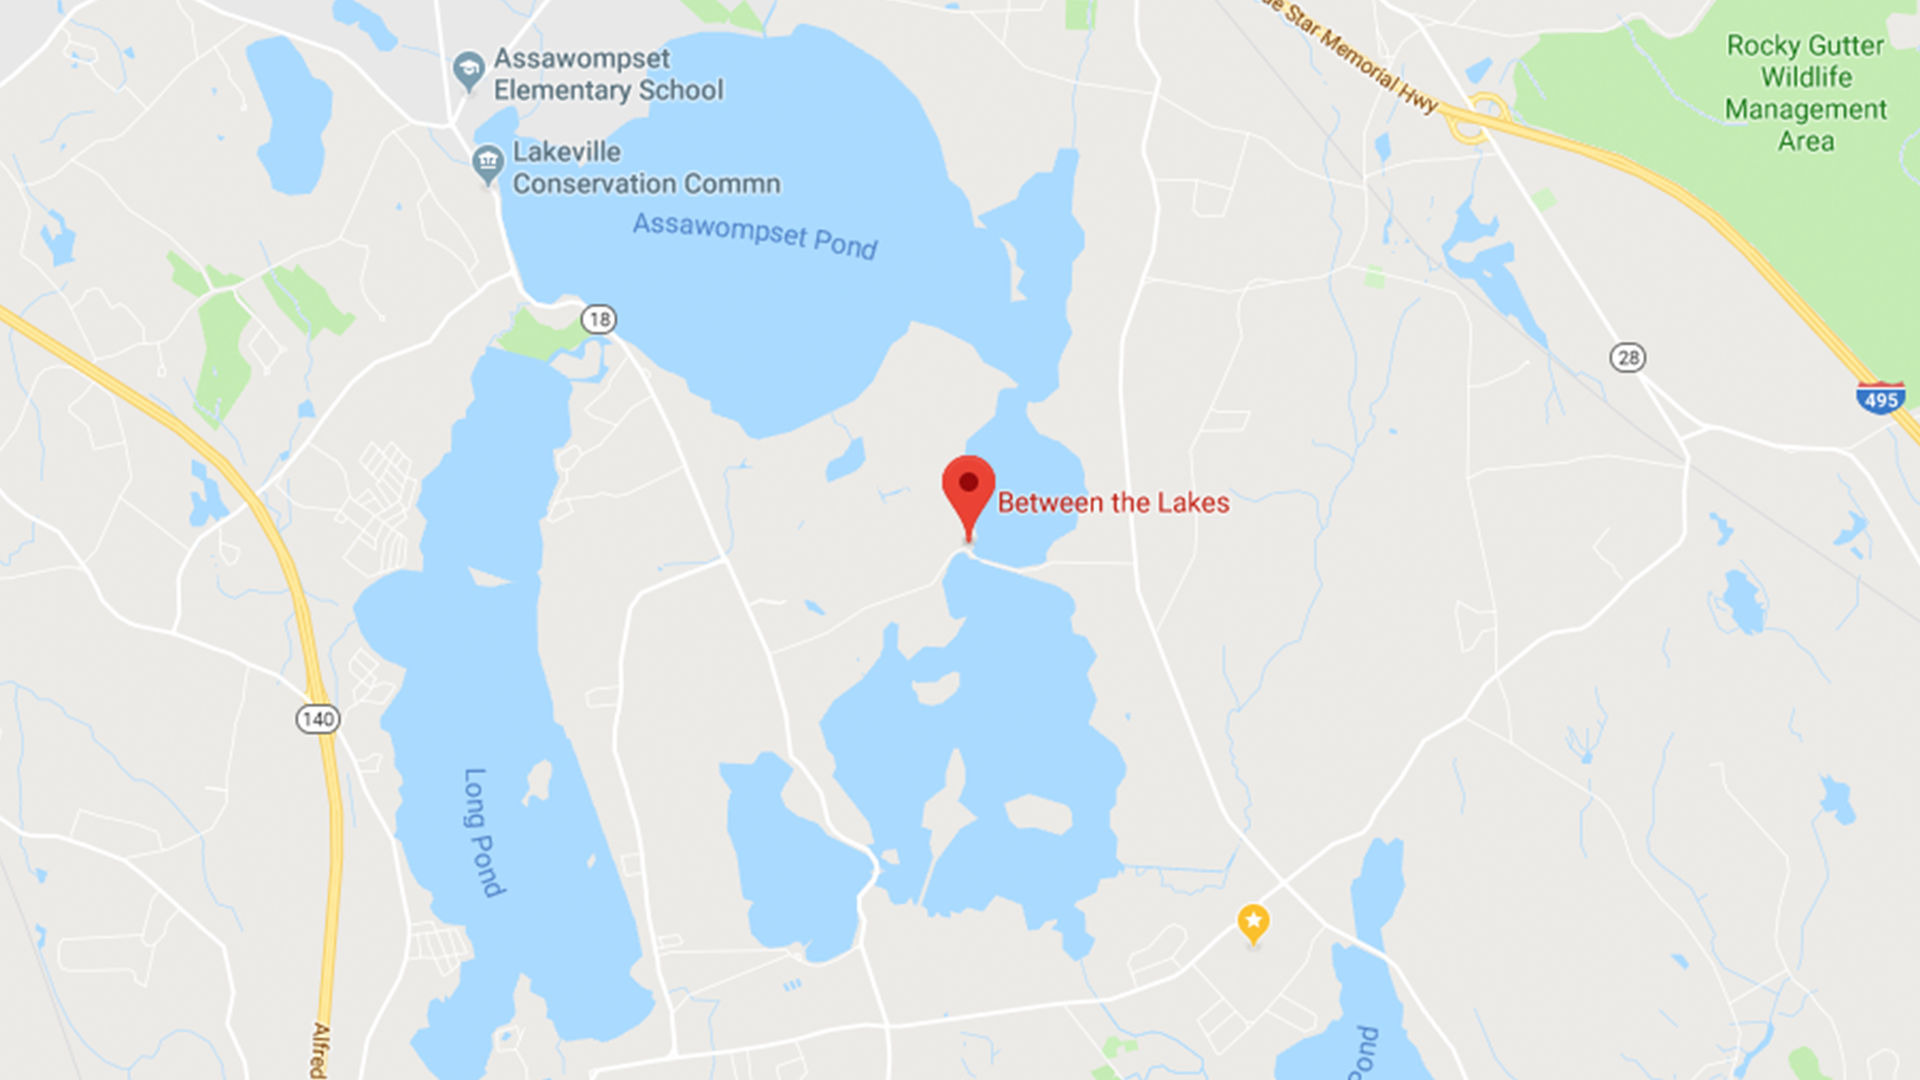 ue Star Memorial Hwy
Assawompset
Elementary School
Rocky Gutter
Wildlife
Management
Area
Lakeville
Conservation Commn
Assawompset Pond
18
28
495
Between the Lakes
140
Long Pond
Alfred
Pond